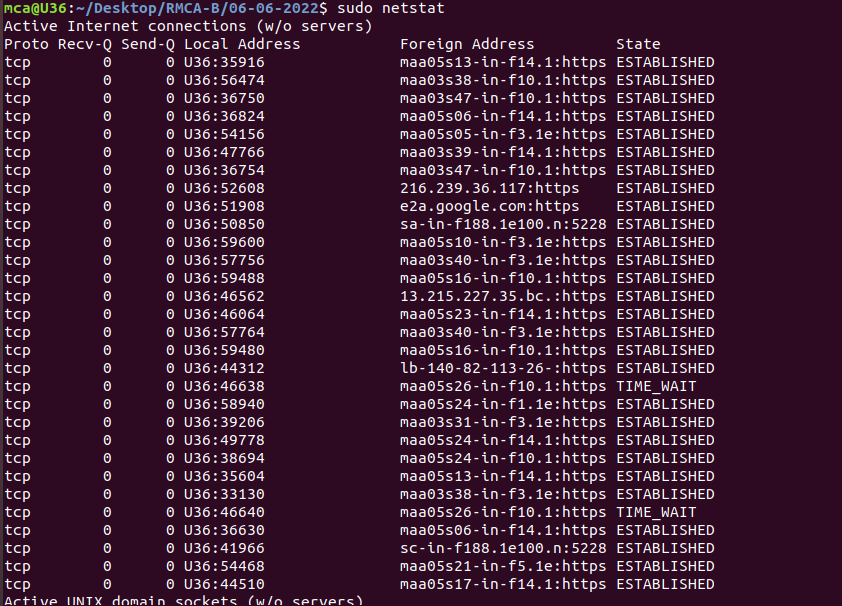 mca@U36:~/Desktop/RMCA-B/06-06-2022$ sudo netstat
Active Internet connections (w/o servers)
Proto Recv-Q Send-Q Local Address           Foreign Address         State
tcp        0      0 U36:35916               maa05s13-in-f14.1:https ESTABLISHED
tcp        0      0 U36:56474               maa03s38-in-f10.1:https ESTABLISHED
tcp        0      0 U36:36750               maa03s47-in-f10.1:https ESTABLISHED
tcp        0      0 U36:36824               maa05s06-in-f14.1:https ESTABLISHED
tcp        0      0 U36:54156               maa05s05-in-f3.1e:https ESTABLISHED
tcp        0      0 U36:47766               maa03s39-in-f14.1:https ESTABLISHED
tcp        0      0 U36:36754               maa03s47-in-f10.1:https ESTABLISHED
tcp        0      0 U36:52608               216.239.36.117:https    ESTABLISHED
tcp        0      0 U36:51908               e2a.google.com:https    ESTABLISHED
tcp        0      0 U36:50850               sa-in-f188.1e100.n:5228 ESTABLISHED
tcp        0      0 U36:59600               maa05s10-in-f3.1e:https ESTABLISHED
tcp        0      0 U36:57756               maa03s40-in-f3.1e:https ESTABLISHED
tcp        0      0 U36:59488               maa05s16-in-f10.1:https ESTABLISHED
tcp        0      0 U36:46562               13.215.227.35.bc.:https ESTABLISHED
tcp        0      0 U36:46064               maa05s23-in-f14.1:https ESTABLISHED
tcp        0      0 U36:57764               maa03s40-in-f3.1e:https ESTABLISHED
tcp        0      0 U36:59480               maa05s16-in-f10.1:https ESTABLISHED
tcp        0      0 U36:44312               lb-140-82-113-26-:https ESTABLISHED
tcp        0      0 U36:46638               maa05s26-in-f10.1:https TIME_WAIT
tcp        0      0 U36:58940               maa05s24-in-f1.1e:https ESTABLISHED
tcp        0      0 U36:39206               maa03s31-in-f3.1e:https ESTABLISHED
tcp        0      0 U36:49778               maa05s24-in-f14.1:https ESTABLISHED
tcp        0      0 U36:38694               maa05s24-in-f10.1:https ESTABLISHED
tcp        0      0 U36:35604               maa05s13-in-f14.1:https ESTABLISHED
tcp        0      0 U36:33130               maa03s38-in-f3.1e:https ESTABLISHED
tcp        0      0 U36:46640               maa05s26-in-f10.1:https TIME_WAIT
tcp        0      0 U36:36630               maa05s06-in-f14.1:https ESTABLISHED
tcp        0      0 U36:41966               sc-in-f188.1e100.n:5228 ESTABLISHED
tcp        0      0 U36:54468               maa05s21-in-f5.1e:https ESTABLISHED
tcp        0      0 U36:44510               maa05s17-in-f14.1:https ESTABLISHED
Active UNIX domain sockets (w/o servers)